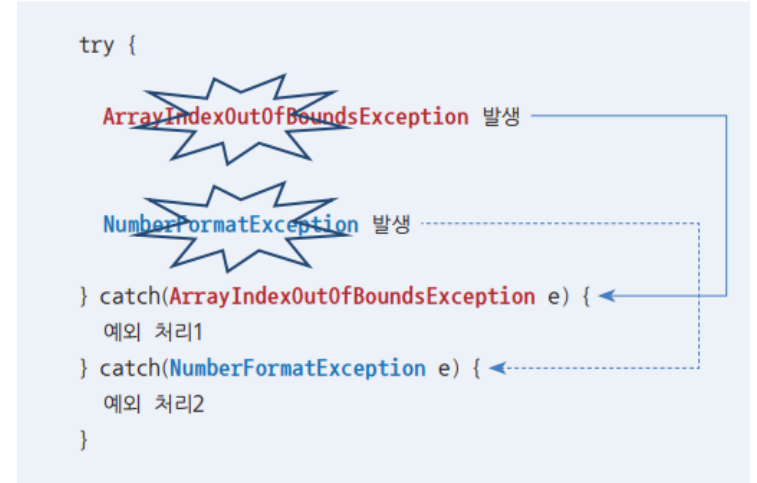 try {
ArrayIndexOutOfBoundsException 발생
NumberFormatException 발생
} catch(ArrayIndexOutOfBoundsException e) {
예외 처리1
} catch(NumberFormatException e) {
예외 처리2
}